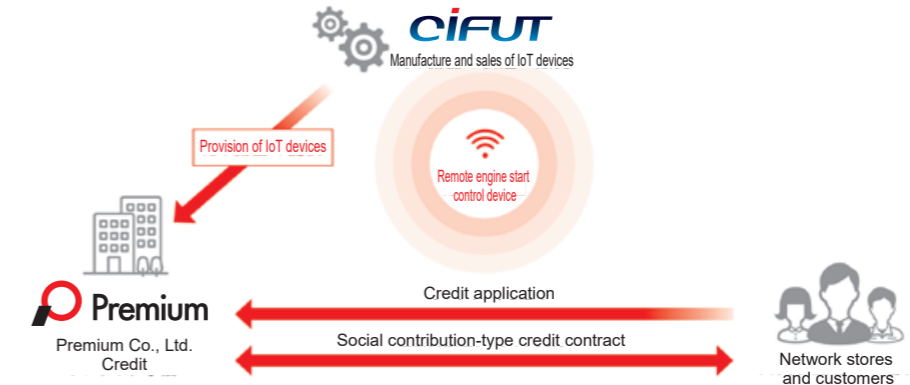 CIFUT
Manufacture and sales of IoT devices
Provision of IoT devices
Remote engine start
control device
Premium
Premium Co., Ltd.
Credit
Credit application
Social contribution-type credit contract
Network stores
and customers